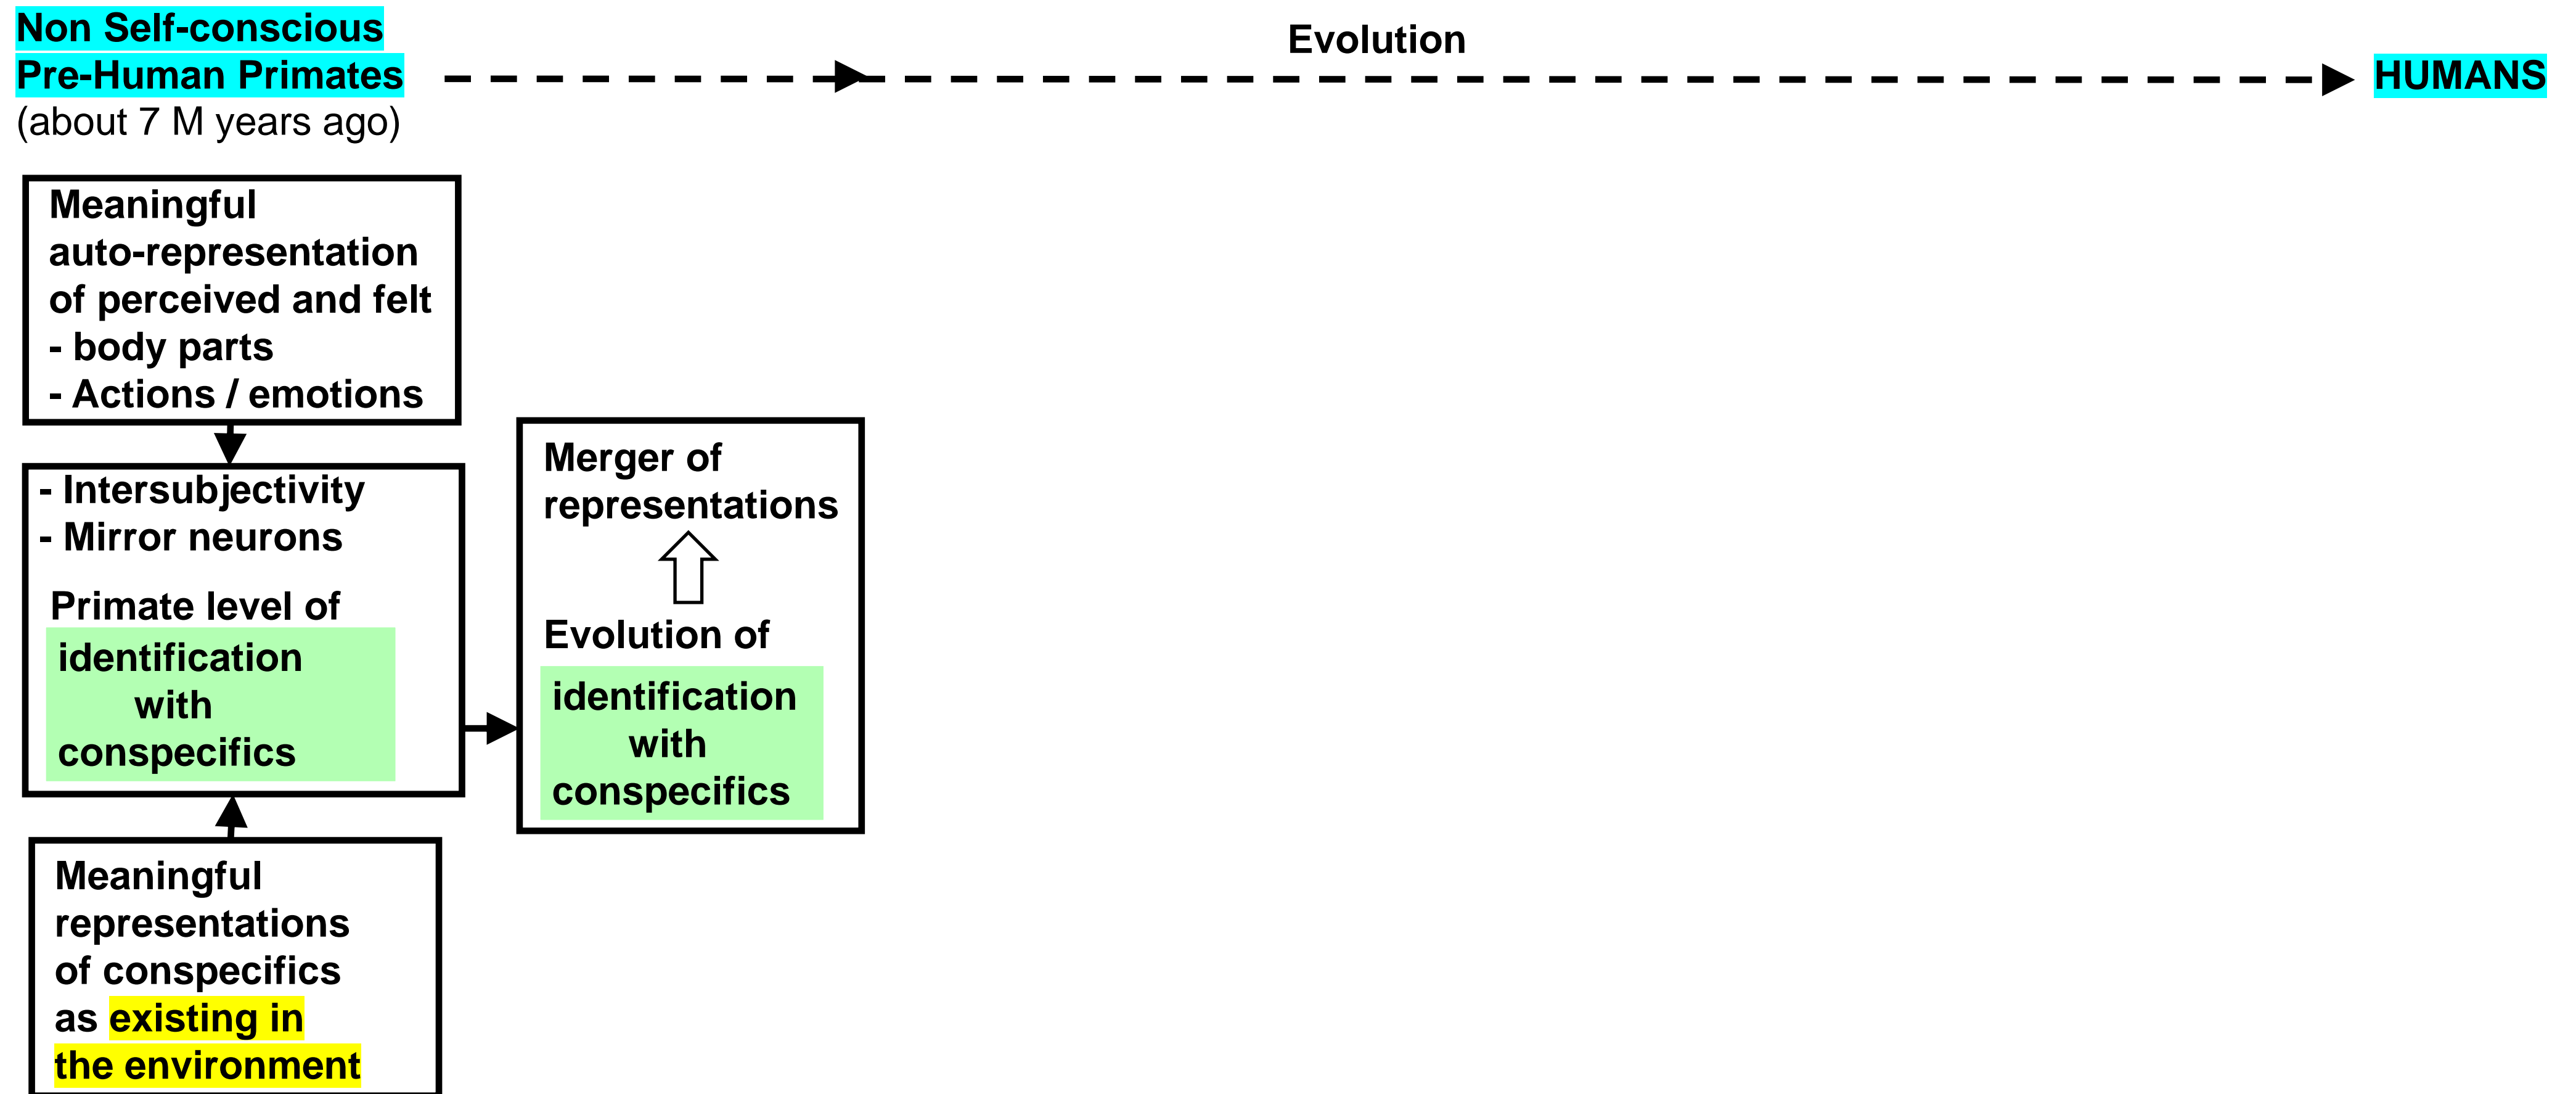 Non Self-conscious
Pre-Human Primates
(about 7 M years ago)
Evolution
HUMANS
Meaningful
auto-representation
of perceived and felt
- body parts
- Actions / emotions
- Intersubjectivity
- Mirror neurons
Primate level of
identification
with
conspecifics
Merger of
representations
Evolution of
identification
with
conspecifics
Meaningful
representations
of conspecifics
as existing in
the environment